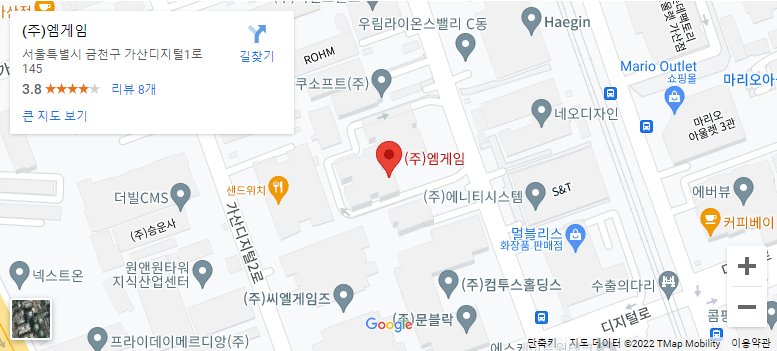 (주)엠게임
서울특별시 금천구 가산디지털1로
145
3.8
리뷰 8개
큰 지도 보기
길찾기
우림라이온스밸리 C동
Haegin
ROHM
쿠소프트(주)
Mario Outlet
쇼핑몰
네오디자인
마리오
아울렛 3관
(주)엠게임
더빌CMS
샌드위치
(주)에니티시스템
S&T
에버뷰
(주)승운사
가산디지털2로
멀블리스
화장품 판매점
커피베이
넥스트온
원앤원타워
지식산업센터
(주)씨엘게임즈
(주)컴투스홀딩스
수출의다리
디지털로
Google
(주)문블락
프라이데이메르디앙(주)
단축키
지도 데이터 ©2022 TMap Mobility
이용약관